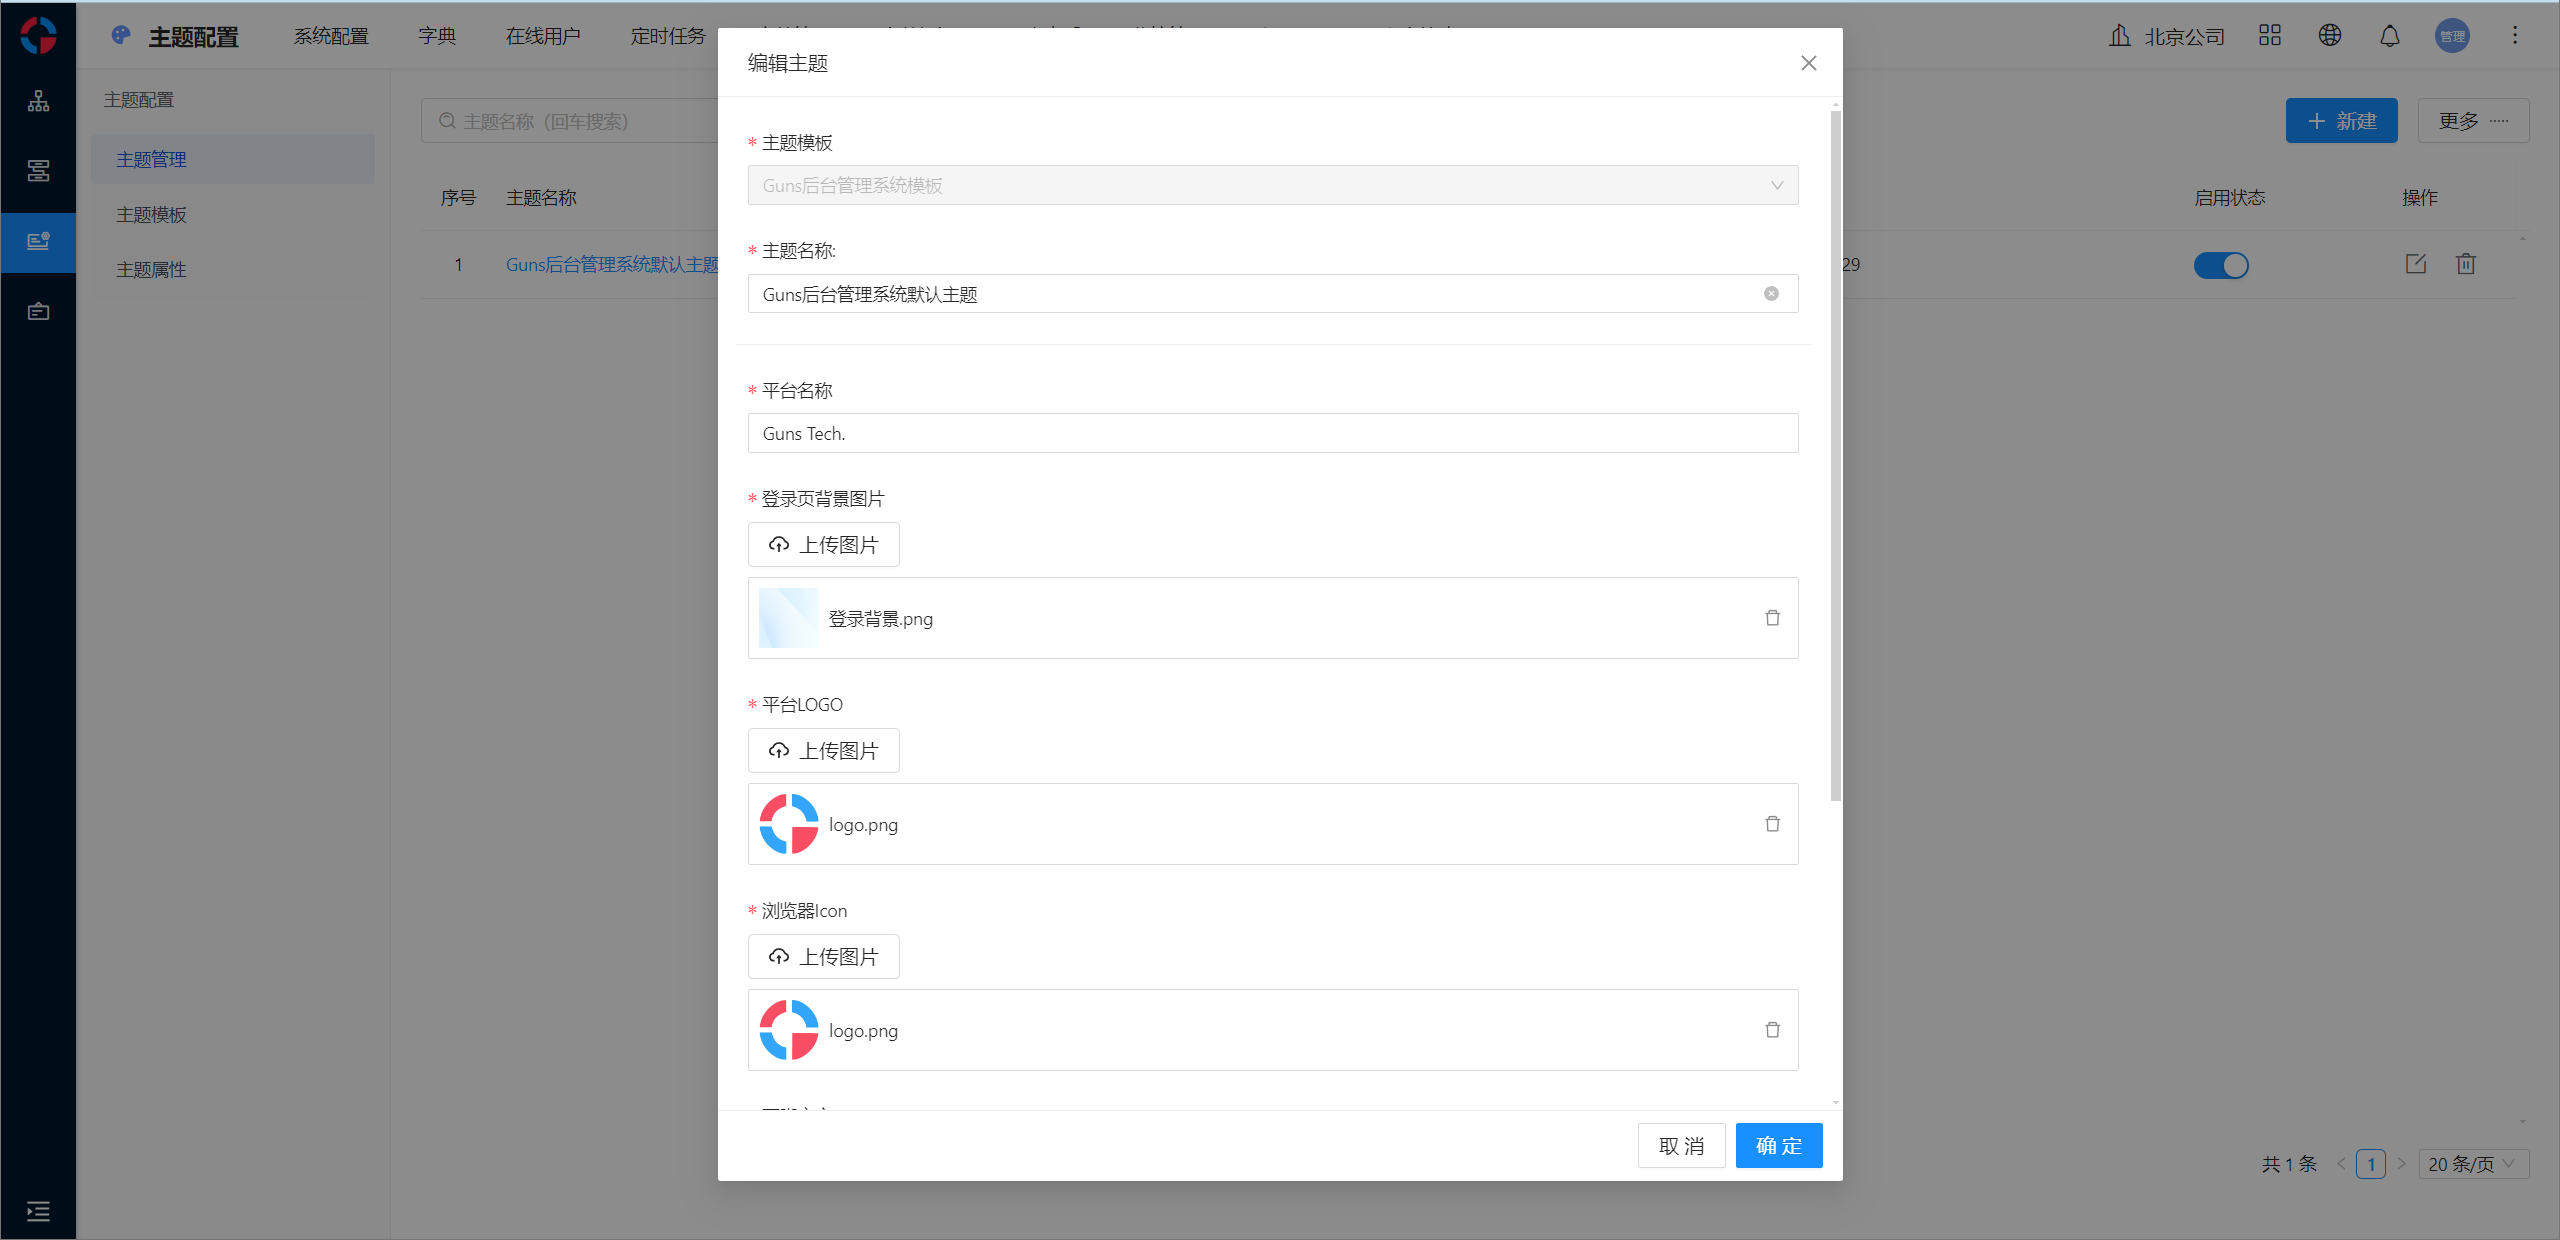 主题配置
系统配置
字典
在线用户
定时任务
北京公司
管理
主题配置
主题管理
主题模板
主题属性
主题名称（回车搜索）
新建
更多
序号
主题名称
启用状态
操作
1
Guns后台管理系统默认主题
29
编辑主题
* 主题模板
Guns后台管理系统模板
* 主题名称:
Guns后台管理系统默认主题
* 平台名称
Guns Tech.
* 登录页背景图片
上传图片
登录背景.png
* 平台LOGO
上传图片
logo.png
* 浏览器Icon
上传图片
logo.png
取 消
确 定
共 1 条
1
20 条/页